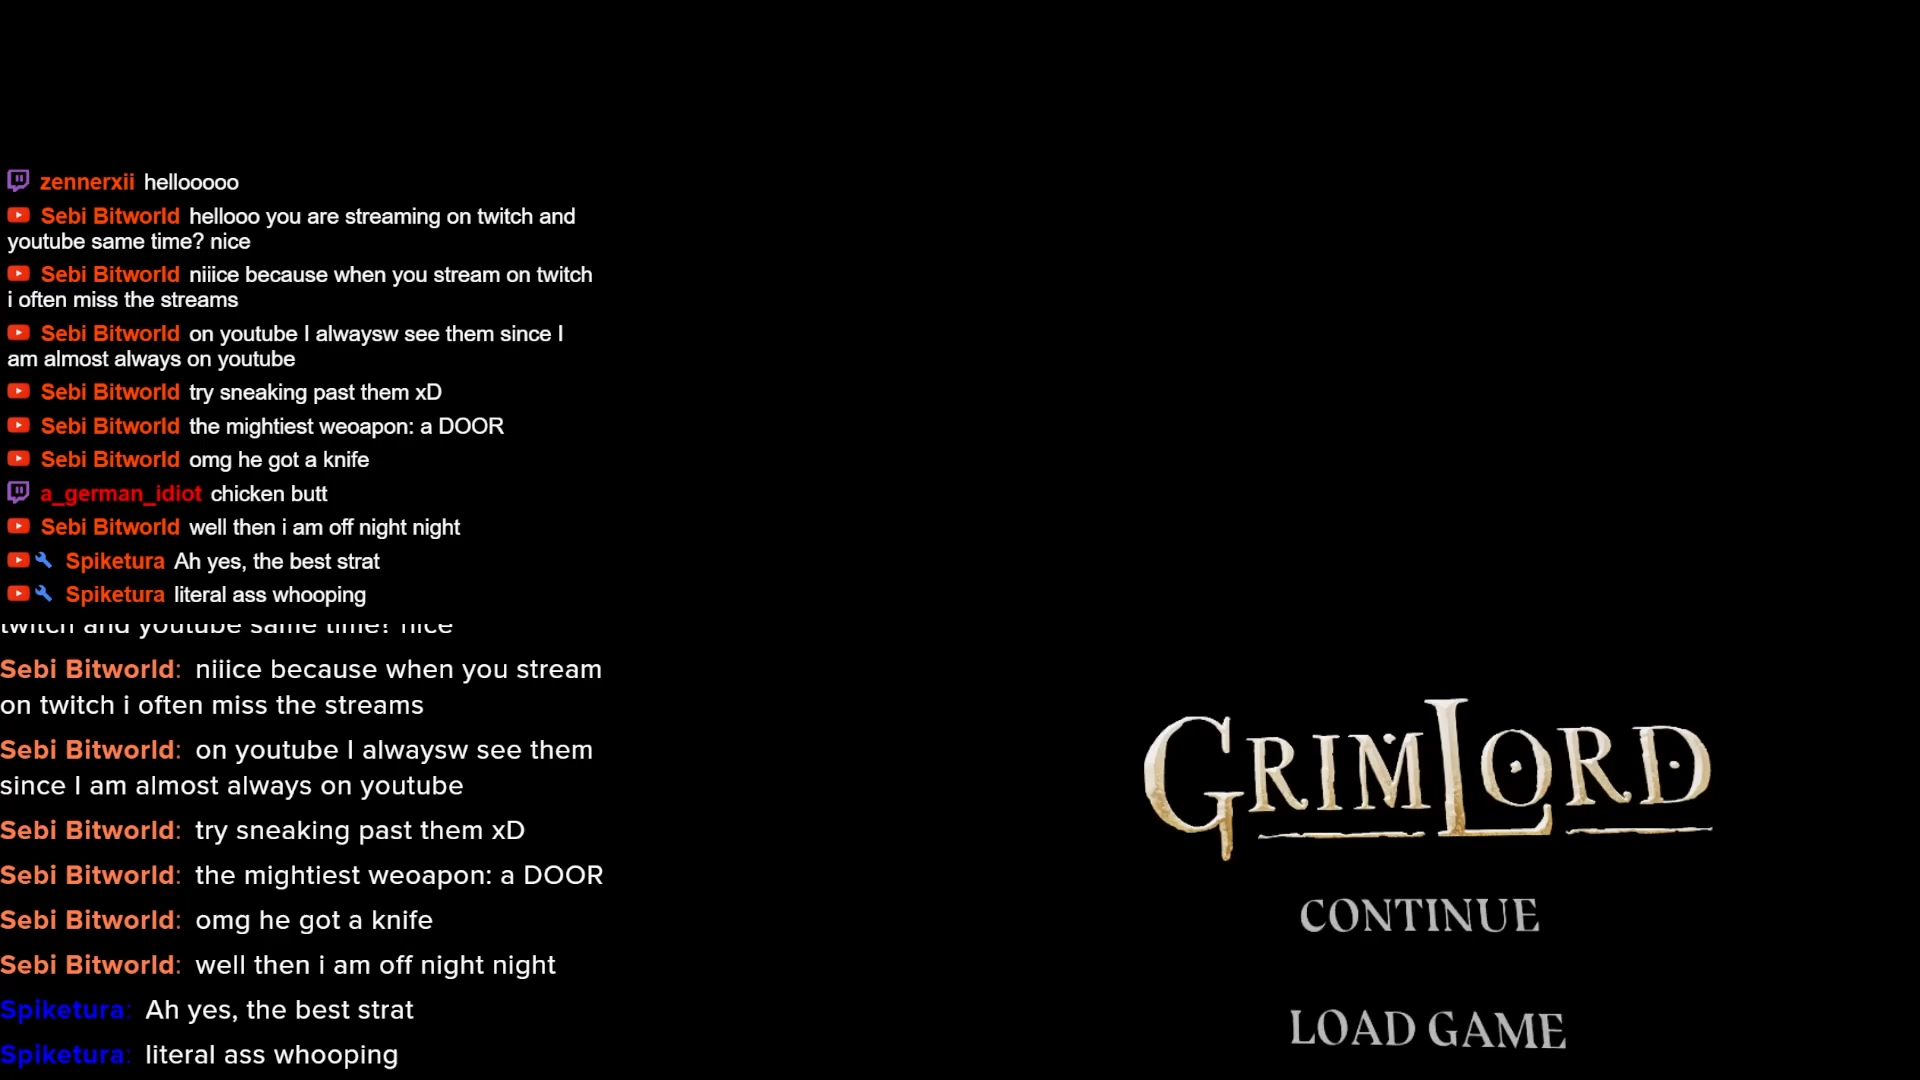 zennerxii hellooooo
Sebi Bitworld hellooo you are streaming on twitch and
youtube same time? nice
Sebi Bitworld niiice because when you stream on twitch
i often miss the streams
Sebi Bitworld on youtube I alwaysw see them since I
am almost always on youtube
Sebi Bitworld try sneaking past them xD
Sebi Bitworld the mightiest weoapon: a DOOR
Sebi Bitworld omg he got a knife
a_german_idiot chicken butt
Sebi Bitworld well then i am off night night
Spiketura Ah yes, the best strat
Spiketura literal ass whooping
twitch and youtube same time? nice
Sebi Bitworld: niiice because when you stream
on twitch i often miss the streams
Sebi Bitworld: on youtube I alwaysw see them
since I am almost always on youtube
Sebi Bitworld: try sneaking past them xD
Sebi Bitworld: the mightiest weoapon: a DOOR
Sebi Bitworld: omg he got a knife
Sebi Bitworld: well then i am off night night
Spiketura: Ah yes, the best strat
Spiketura: literal ass whooping
GRIMLORD
CONTINUE
LOAD GAME